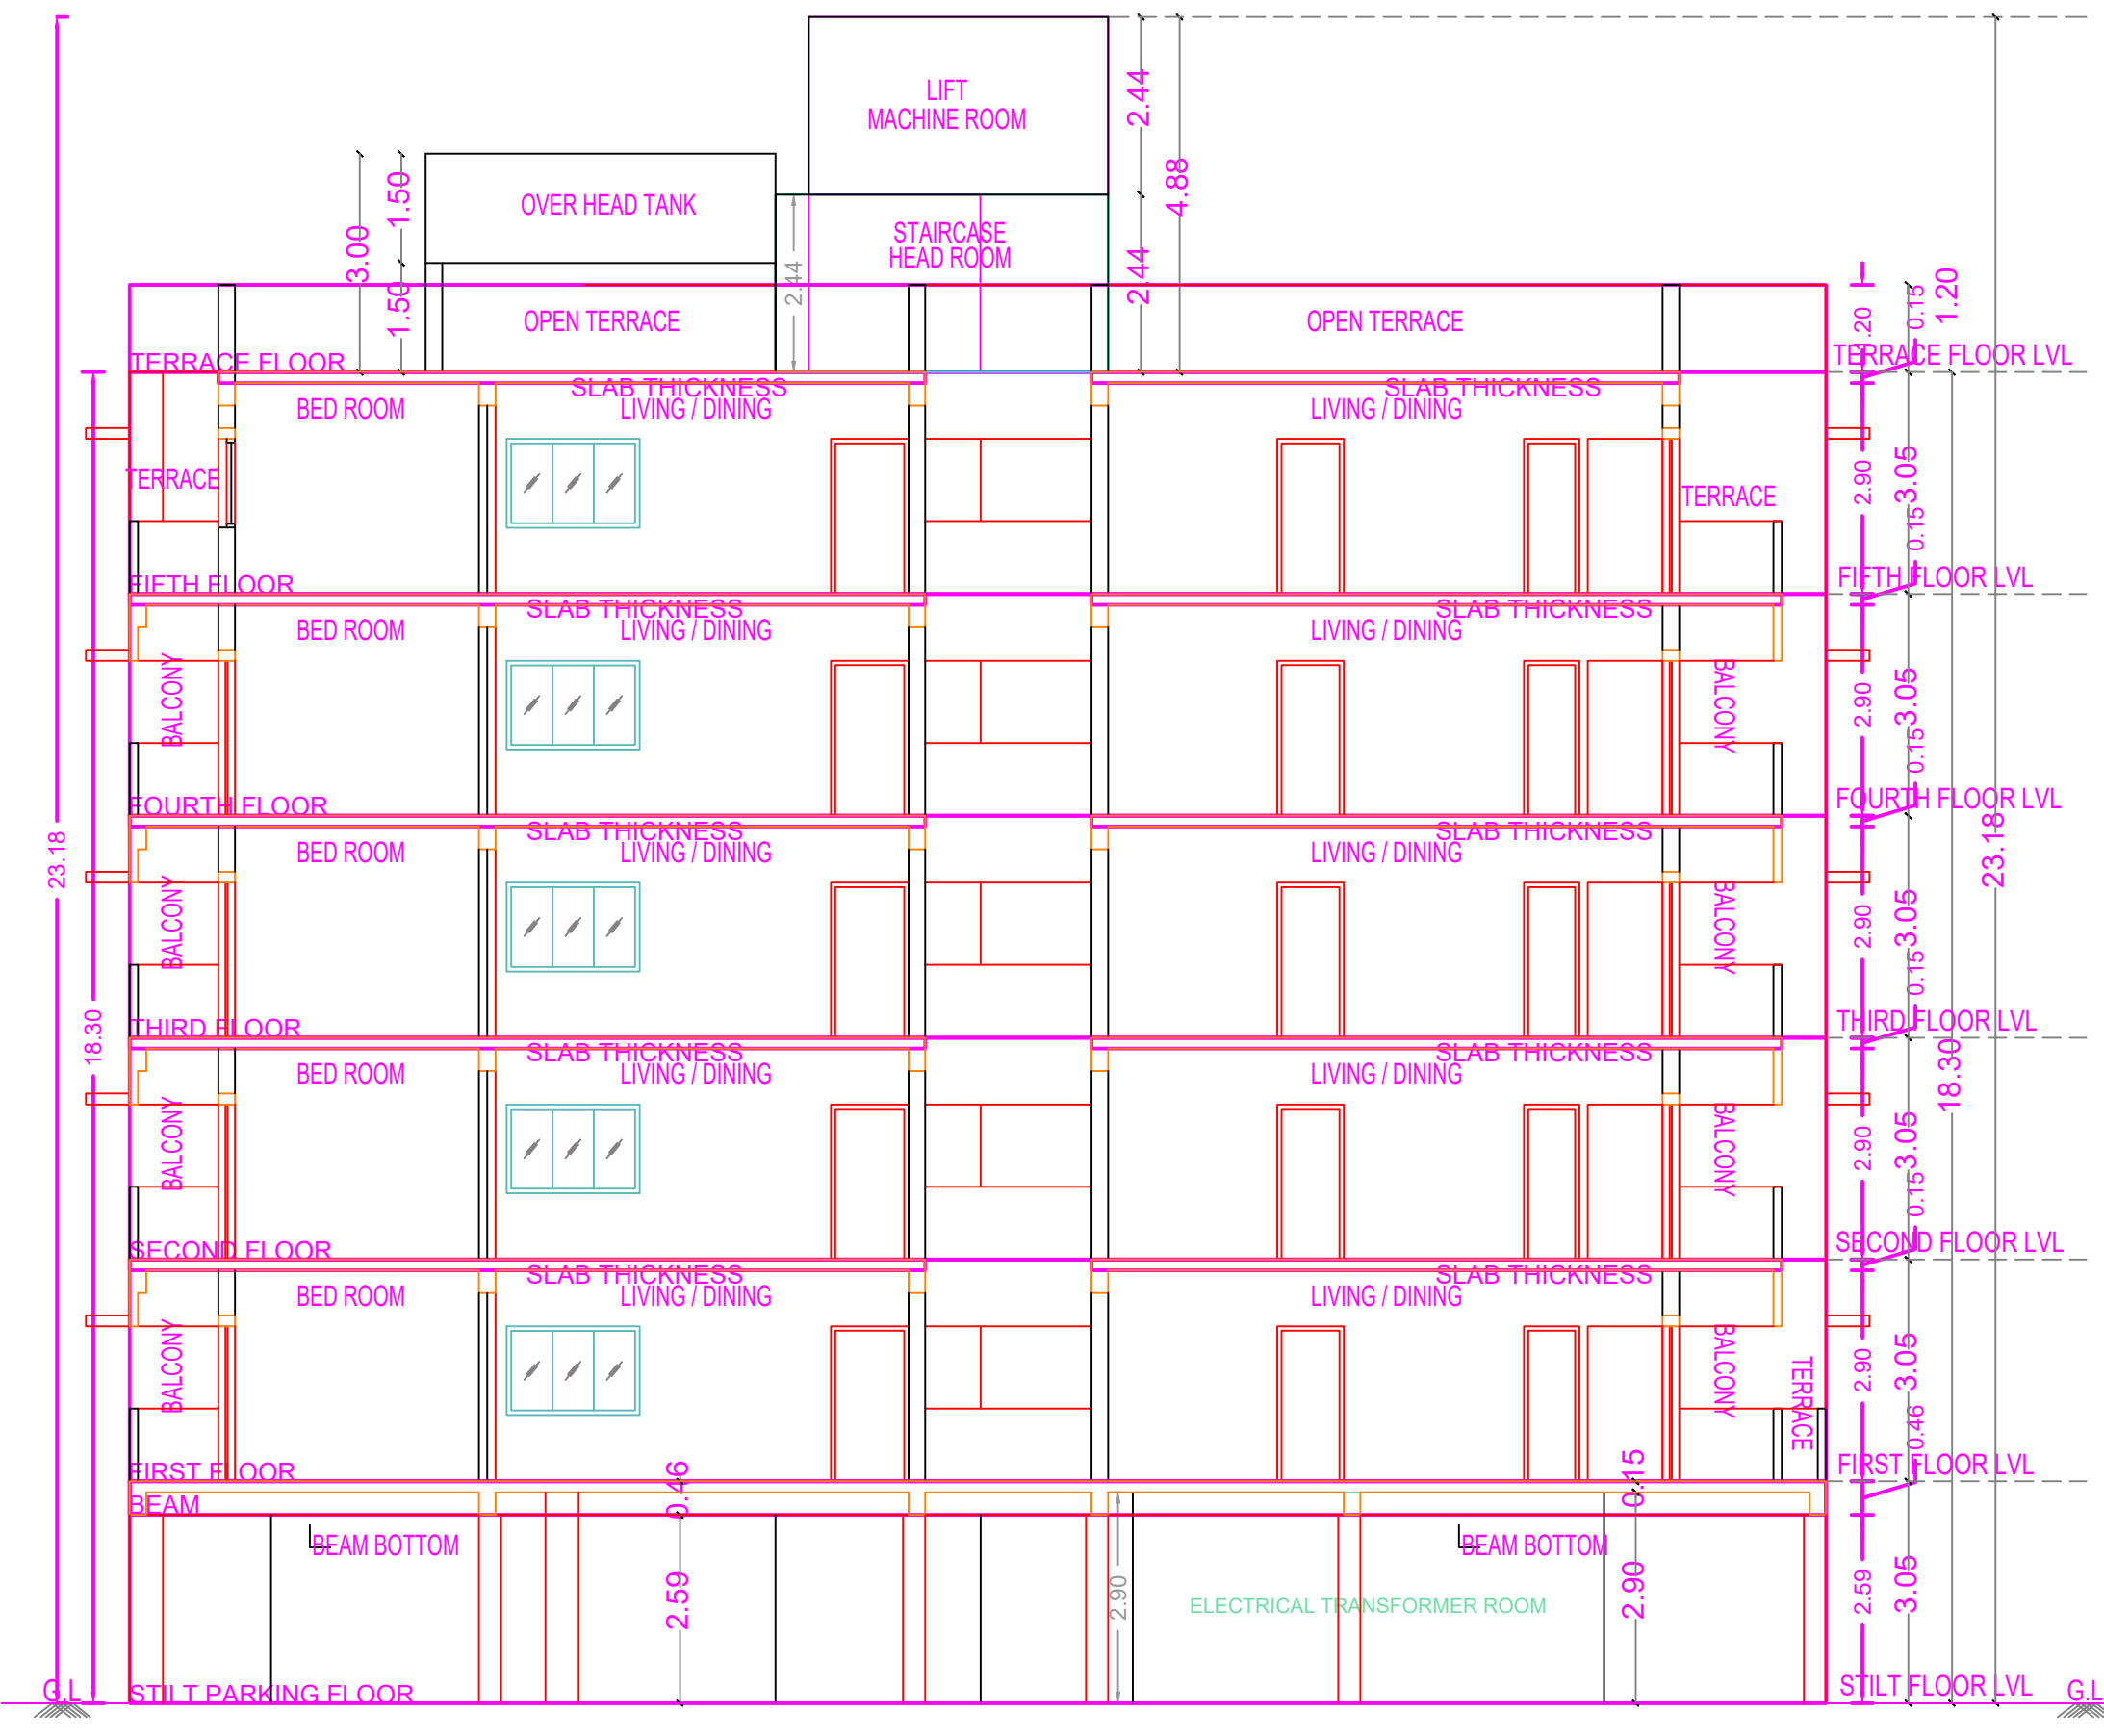 LIFT
MACHINE ROOM
2.44
4.88
OVER HEAD TANK
1.50
3.00
1.50
STAIRCASE
HEAD ROOM
2.44
2.44
OPEN TERRACE
OPEN TERRACE
1.20
0.15
1.20
TERRACE FLOOR
TERRACE FLOOR LVL
SLAB THICKNESS
SLAB THICKNESS
BED ROOM
LIVING / DINING
LIVING / DINING
TERRACE
TERRACE
2.90
3.05
0.15
FIFTH FLOOR
FIFTH FLOOR LVL
SLAB THICKNESS
SLAB THICKNESS
BED ROOM
LIVING / DINING
LIVING / DINING
BALCONY
BALCONY
2.90
3.05
0.15
FOURTH FLOOR
FOURTH FLOOR LVL
23.18
23.18
SLAB THICKNESS
SLAB THICKNESS
BED ROOM
LIVING / DINING
LIVING / DINING
BALCONY
BALCONY
2.90
3.05
0.15
THIRD FLOOR
THIRD FLOOR LVL
18.30
18.30
SLAB THICKNESS
SLAB THICKNESS
BED ROOM
LIVING / DINING
LIVING / DINING
BALCONY
BALCONY
2.90
3.05
0.15
SECOND FLOOR
SECOND FLOOR LVL
SLAB THICKNESS
SLAB THICKNESS
BED ROOM
LIVING / DINING
LIVING / DINING
BALCONY
BALCONY
TERRACE
2.90
3.05
0.46
FIRST FLOOR
FIRST FLOOR LVL
0.46
0.15
BEAM
BEAM BOTTOM
BEAM BOTTOM
2.59
2.90
ELECTRICAL TRANSFORMER ROOM
2.90
2.59
3.05
G.L
STILT PARKING FLOOR
STILT FLOOR LVL
G.L